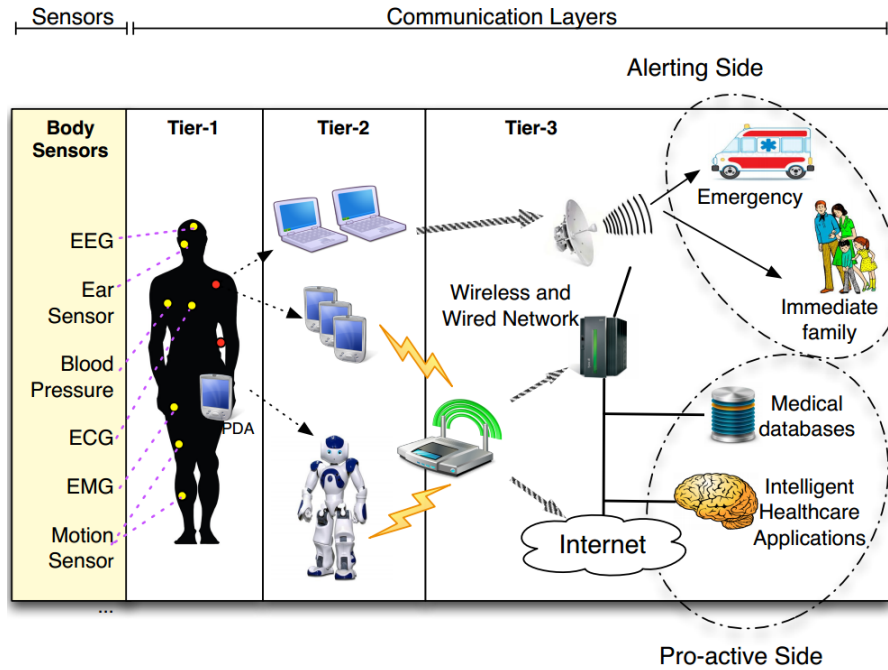 Sensors
Communication Layers
Alerting Side
Body
Sensors
Tier-1
Tier-2
Tier-3
EEG
Ear
Sensor
Blood
Pressure
ECG
EMG
Motion
Sensor
...
PDA
Wireless and
Wired Network
Emergency
Immediate
family
Medical
databases
Intelligent
Healthcare
Applications
Internet
Pro-active Side